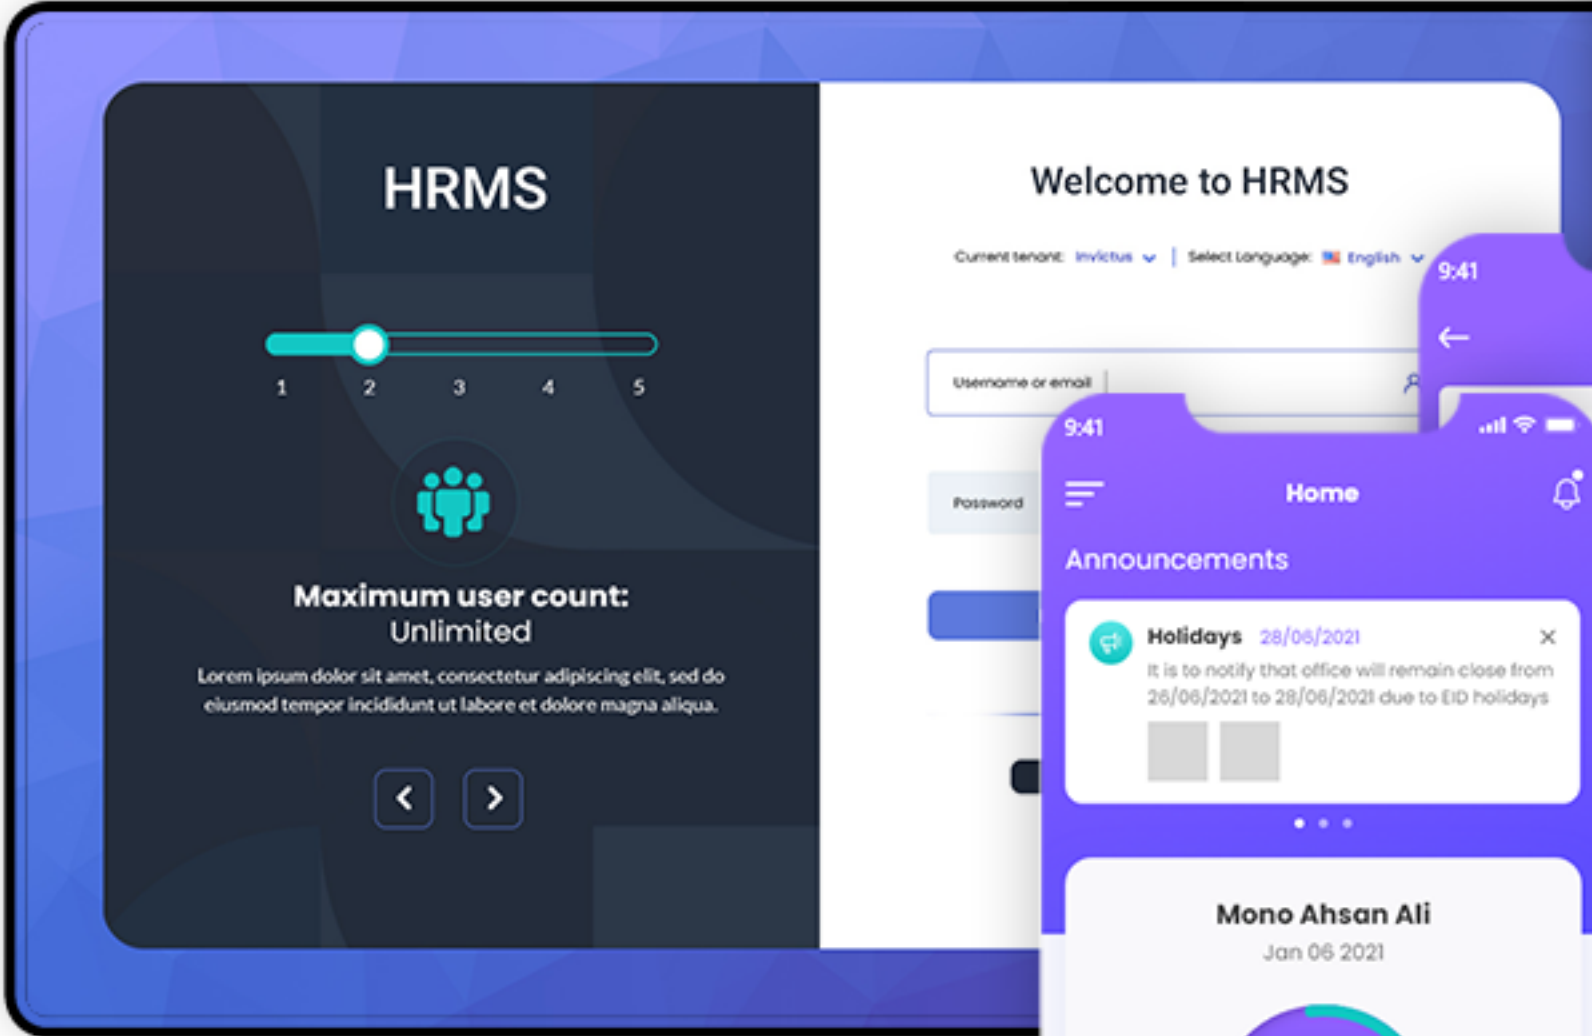 HRMS
1 2 3 4 5
Maximum user count:
Unlimited
Lorem ipsum dolor sit amet, consectetur adipiscing elit, sed do
eiusmod tempor incididunt ut labore et dolore magna aliqua.
Welcome to HRMS
Current tenant: Invictus | Select Language: English
Username or email
Password
9:41
9:41
Home
Announcements
Holidays 28/06/2021
It is to notify that office will remain close from
26/06/2021 to 28/06/2021 due to EID holidays
Mono Ahsan Ali
Jan 06 2021